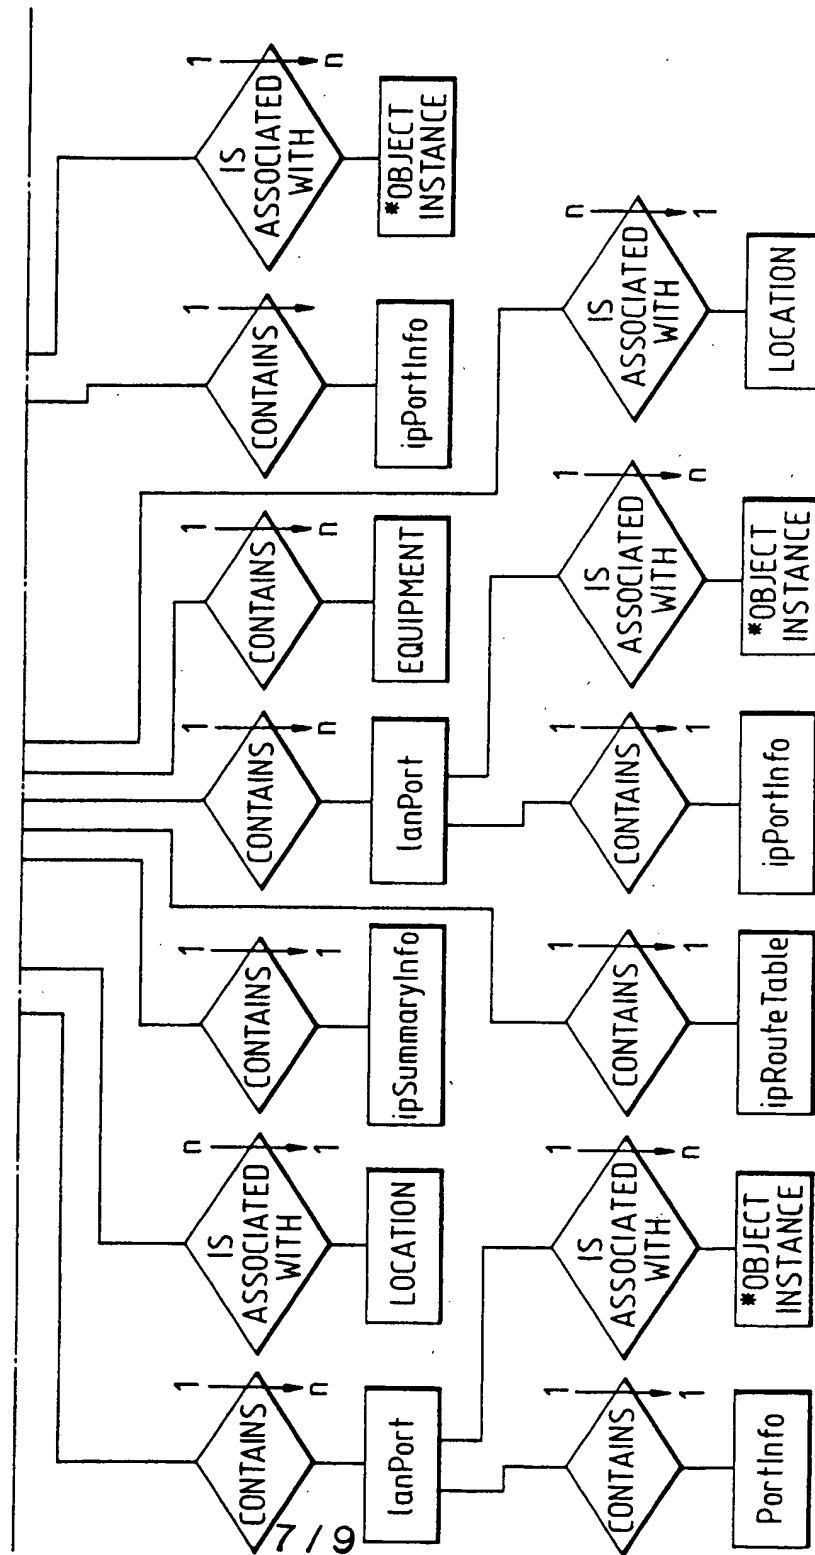 CONTAINS
1
n
IS
ASSOCIATED
WITH
n
1
CONTAINS
1
1
CONTAINS
1
n
CONTAINS
1
n
CONTAINS
1
IS
ASSOCIATED
WITH
1
n
lanPort
LOCATION
ipSummaryInfo
lanPort
EQUIPMENT
ipPortInfo
*OBJECT
INSTANCE
CONTAINS
1
1
IS
ASSOCIATED
WITH
1
n
CONTAINS
1
1
CONTAINS
1
1
IS
ASSOCIATED
WITH
1
n
IS
ASSOCIATED
WITH
n
1
PortInfo
*OBJECT
INSTANCE
ipRouteTable
ipPortInfo
*OBJECT
INSTANCE
LOCATION
7/9